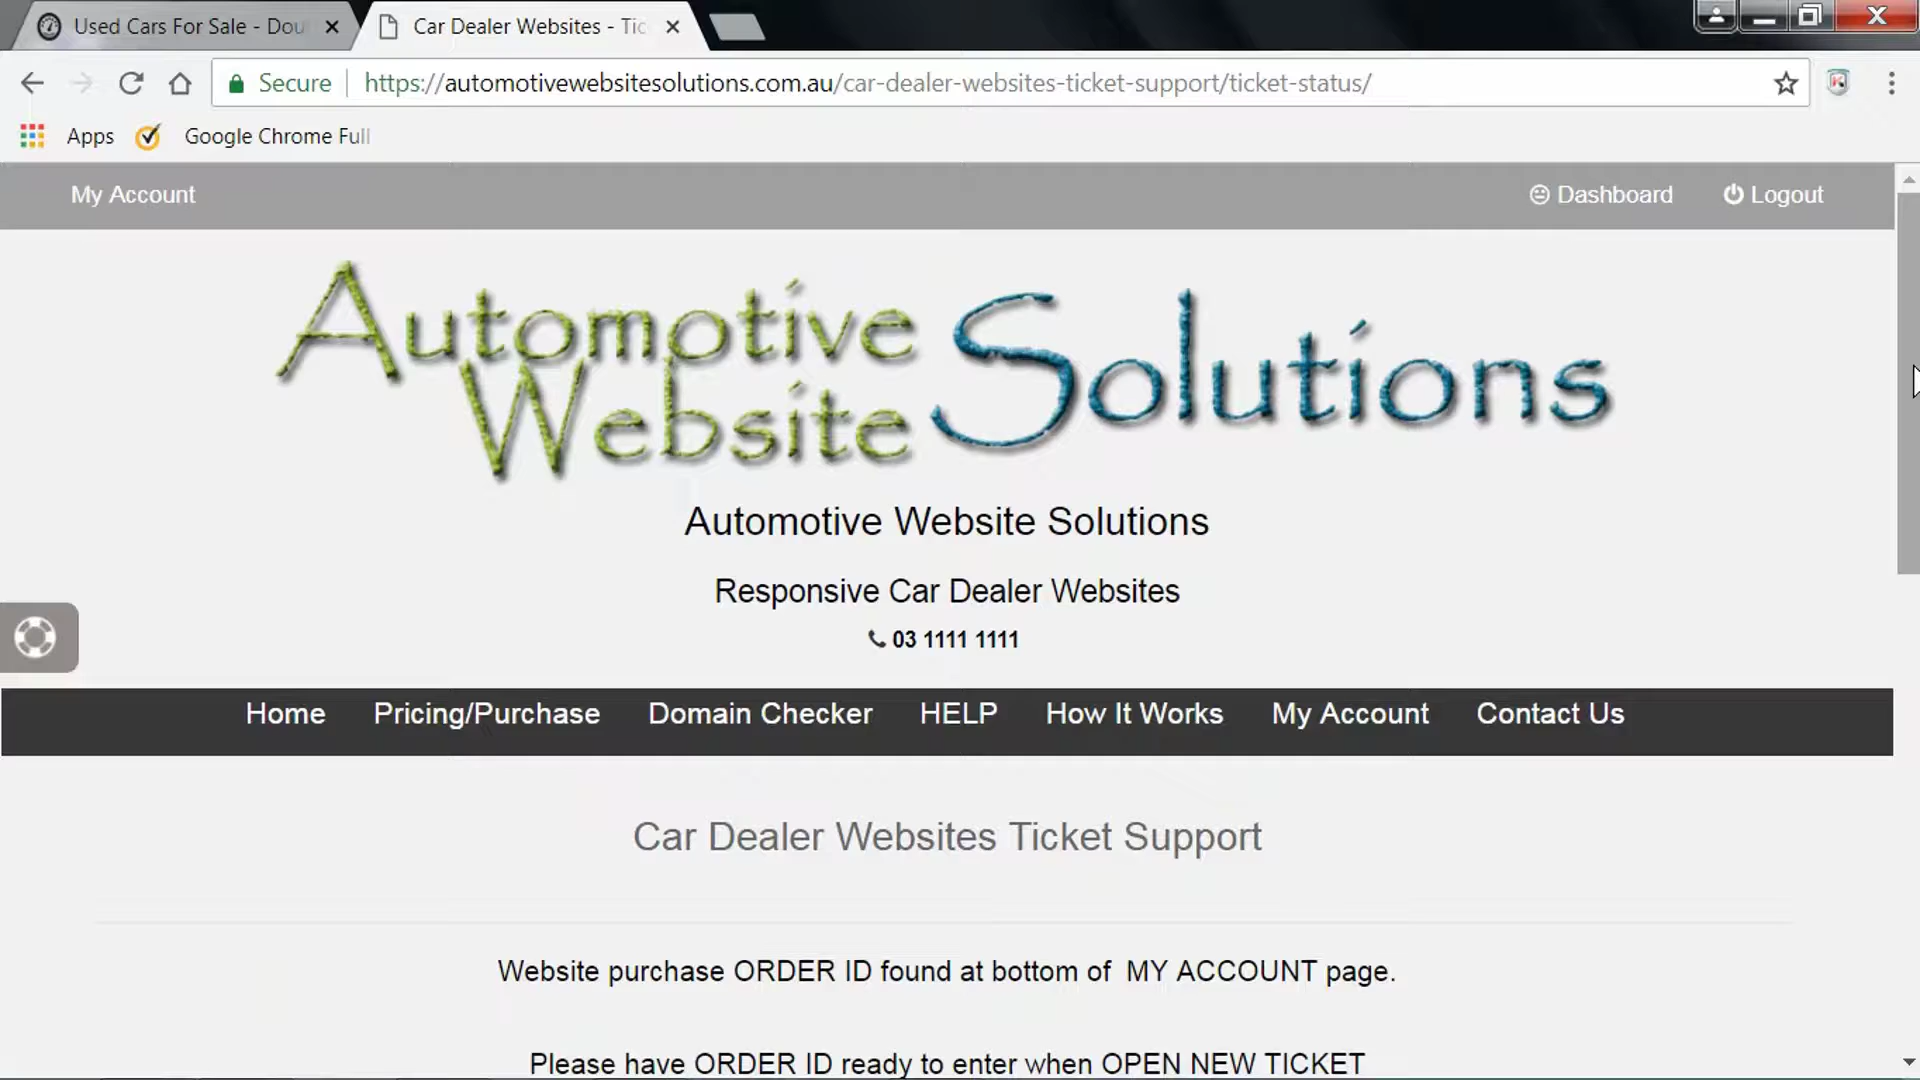 Used Cars For Sale - Dou
Car Dealer Websites - Tic
Secure
https://automotivewebsitesolutions.com.au/car-dealer-websites-ticket-support/ticket-status/
Apps
Google Chrome Full
My Account
Dashboard
Logout
Automotive Website Solutions
Automotive Website Solutions
Responsive Car Dealer Websites
03 1111 1111
Home
Pricing/Purchase
Domain Checker
HELP
How It Works
My Account
Contact Us
Car Dealer Websites Ticket Support
Website purchase ORDER ID found at bottom of MY ACCOUNT page.
Please have ORDER ID ready to enter when OPEN NEW TICKET